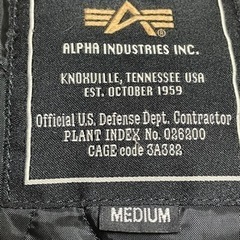 ALPHA INDUSTRIES INC.
KNOXVILLE, TENNESSEE USA
EST. OCTOBER 1959
Official U.S. Defense Dept. Contractor
PLANT INDEX No. 026200
CAGE code 3A382
MEDIUM